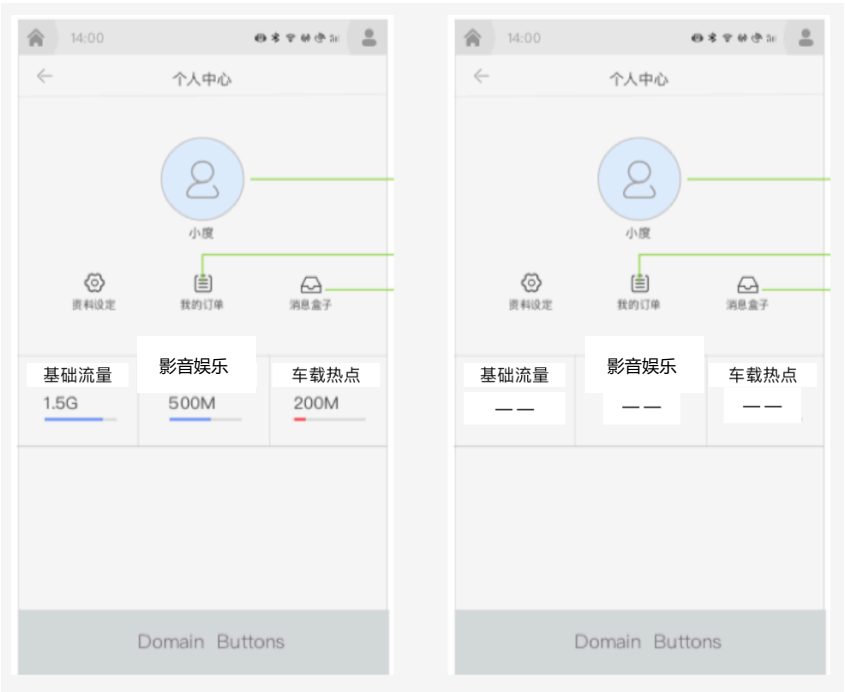 14:00
个人中心
小度
资料设定 我的订单 消息盒子
基础流量 影音娱乐 车载热点
1.5G 500M 200M
Domain Buttons
14:00
个人中心
小度
资料设定 我的订单 消息盒子
基础流量 影音娱乐 车载热点
—— —— ——
Domain Buttons